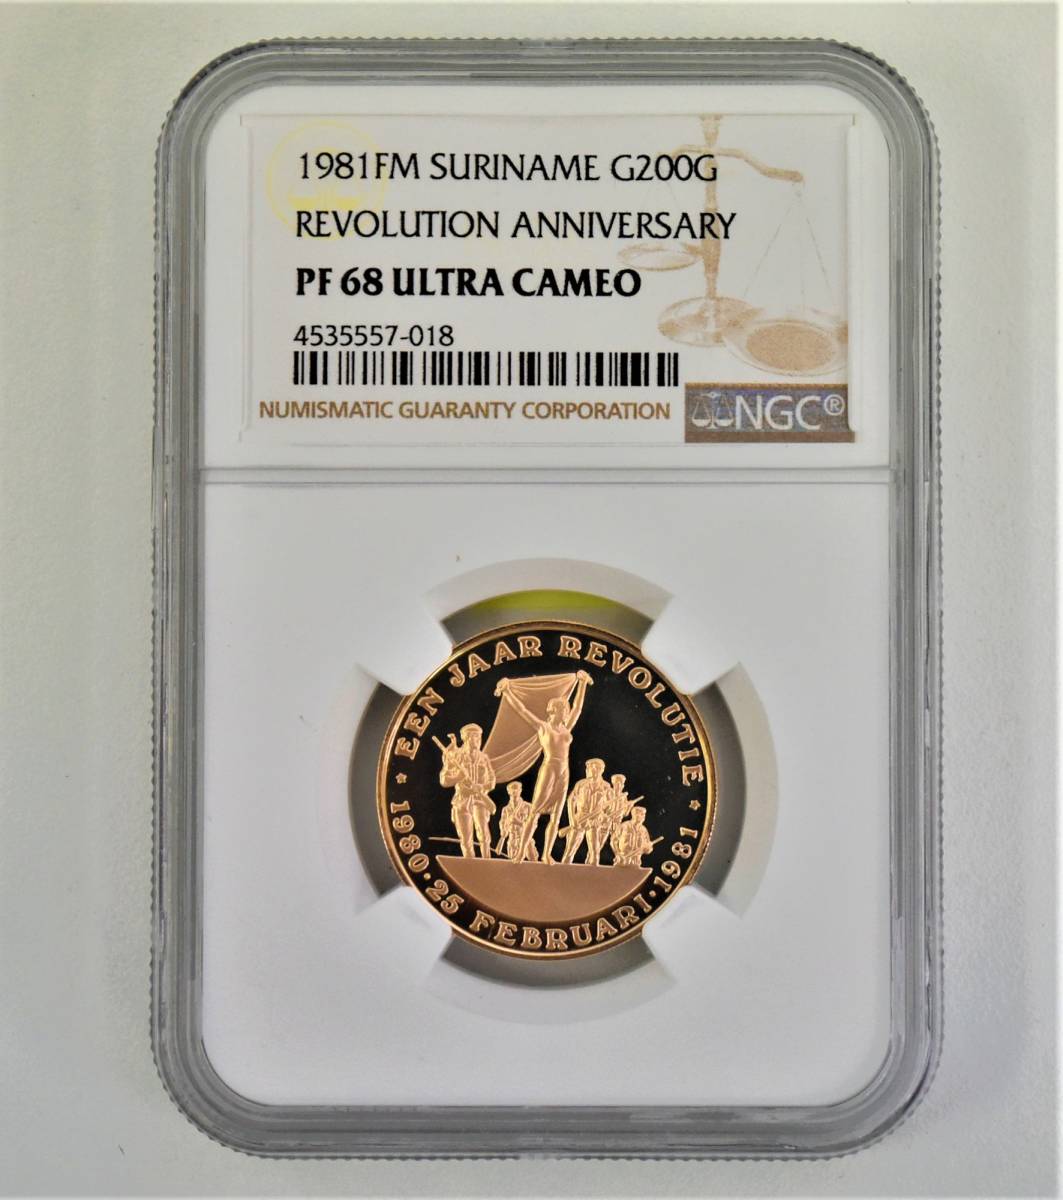 1981FM SURINAME G200G
REVOLUTION ANNIVERSARY
PF 68 ULTRA CAMEO
4535557-018
NUMISMATIC GUARANTY CORPORATION
NGC®
★ EEN JAAR REVOLUTIE ★
1980 · 25 FEBRUARI · 1981